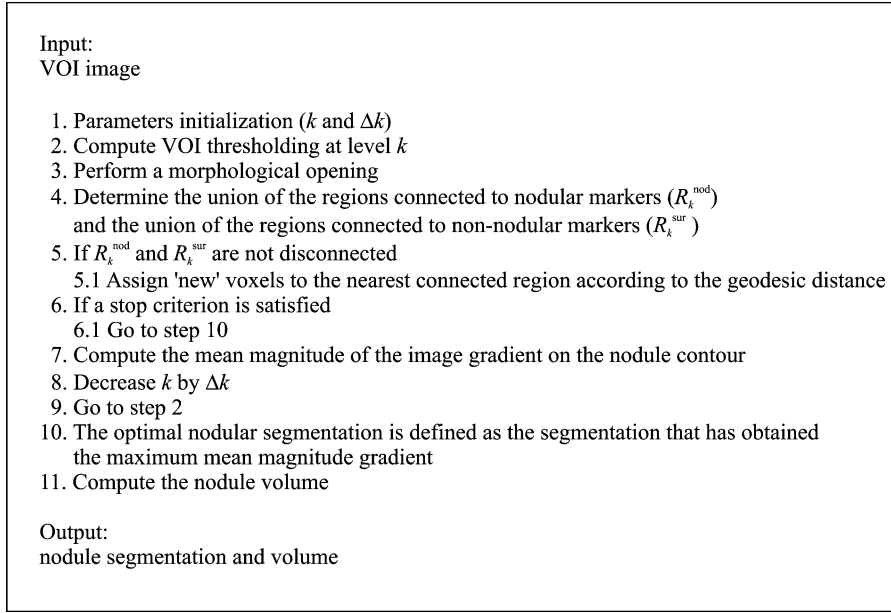 Input:
VOI image
1. Parameters initialization (k and Δk)
2. Compute VOI thresholding at level k
3. Perform a morphological opening
4. Determine the union of the regions connected to nodular markers (R_k^nod)
and the union of the regions connected to non-nodular markers (R_k^sur )
5. If R_k^nod and R_k^sur are not disconnected
5.1 Assign 'new' voxels to the nearest connected region according to the geodesic distance
6. If a stop criterion is satisfied
6.1 Go to step 10
7. Compute the mean magnitude of the image gradient on the nodule contour
8. Decrease k by Δk
9. Go to step 2
10. The optimal nodular segmentation is defined as the segmentation that has obtained
the maximum mean magnitude gradient
11. Compute the nodule volume
Output:
nodule segmentation and volume